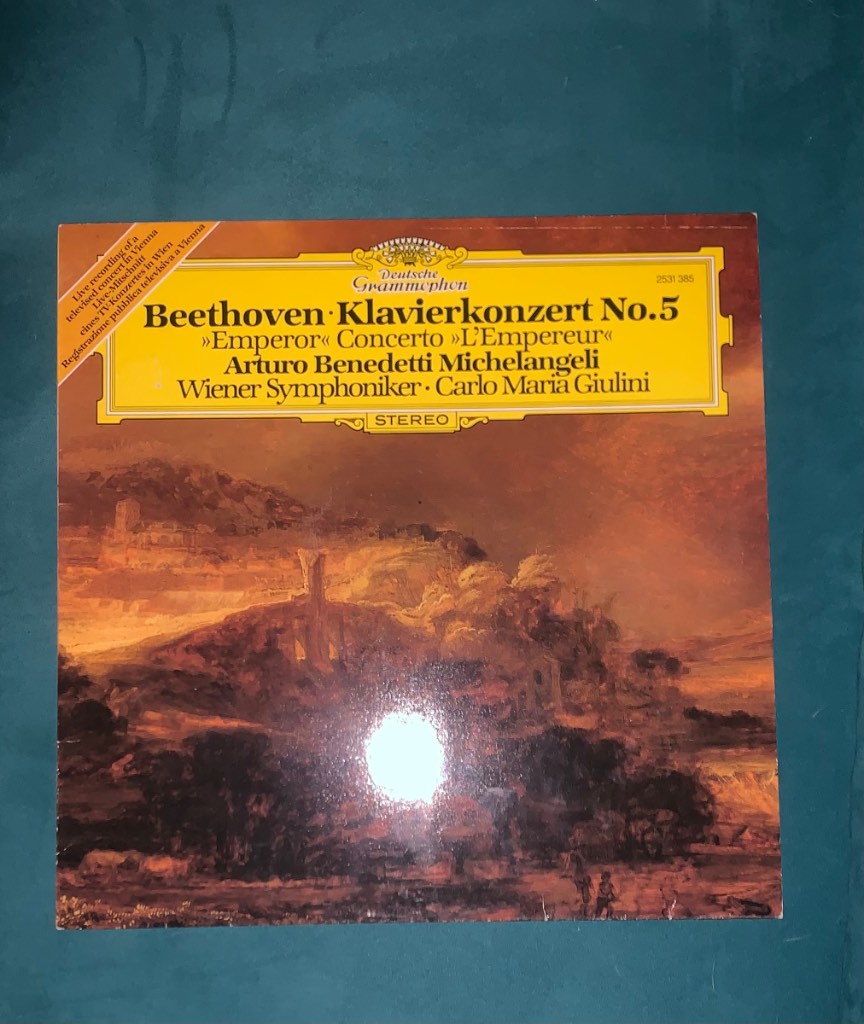 Live recording of a
televised concert in Vienna
Live-Mitschnitt
eines TV-Konzertes in Wien
Registrazione pubblica televisiva a Vienna
Deutsche
Grammophon
2531 385
Beethoven · Klavierkonzert No.5
»Emperor« Concerto »L'Empereur«
Arturo Benedetti Michelangeli
Wiener Symphoniker · Carlo Maria Giulini
STEREO